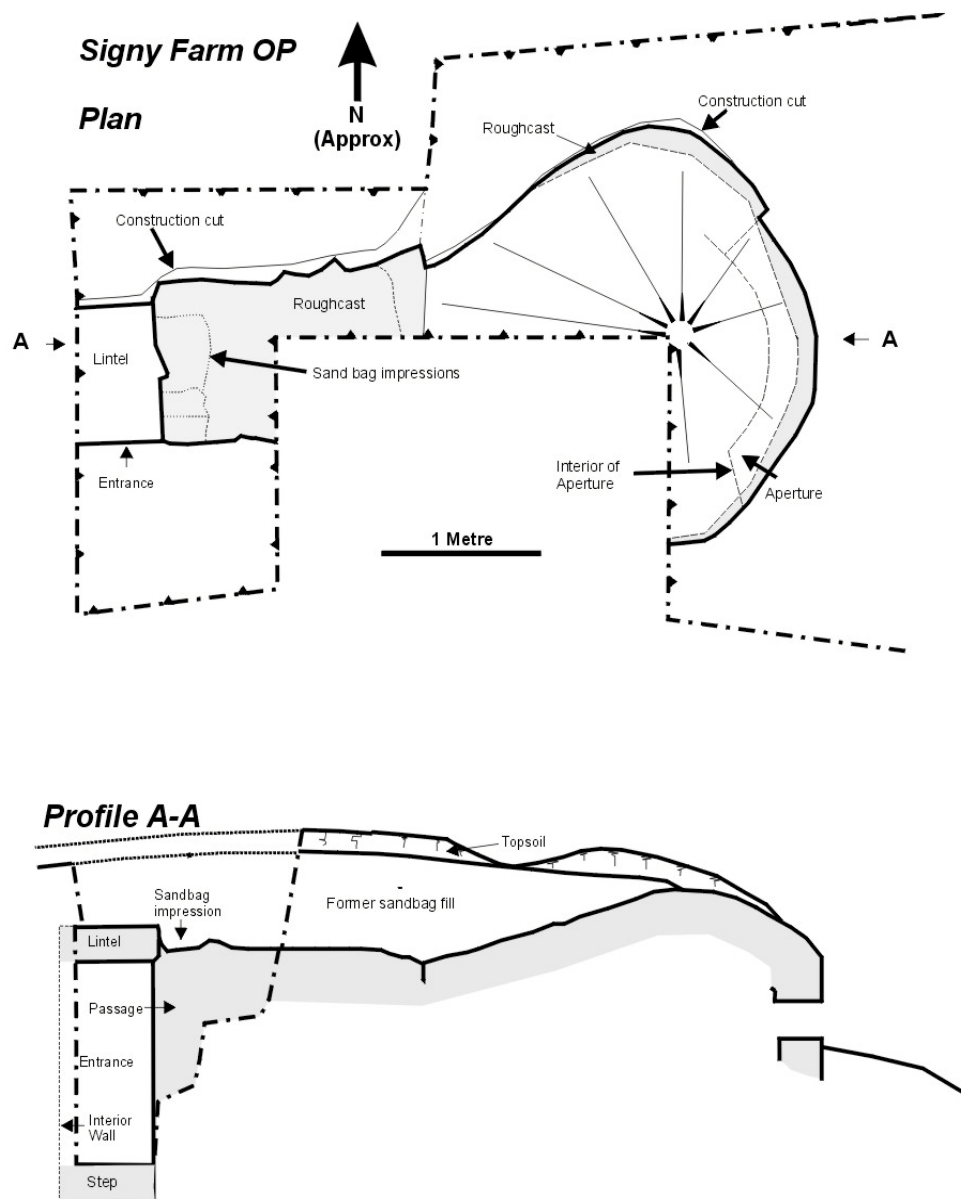 Signy Farm OP
Plan
N
(Approx)
Construction cut
Roughcast
Construction cut
Roughcast
A
A
Lintel
Sand bag impressions
Entrance
Interior of
Aperture
Aperture
1 Metre
Profile A-A
Topsoil
Sandbag
impression
Former sandbag fill
Lintel
Passage
Entrance
Interior
Wall
Step